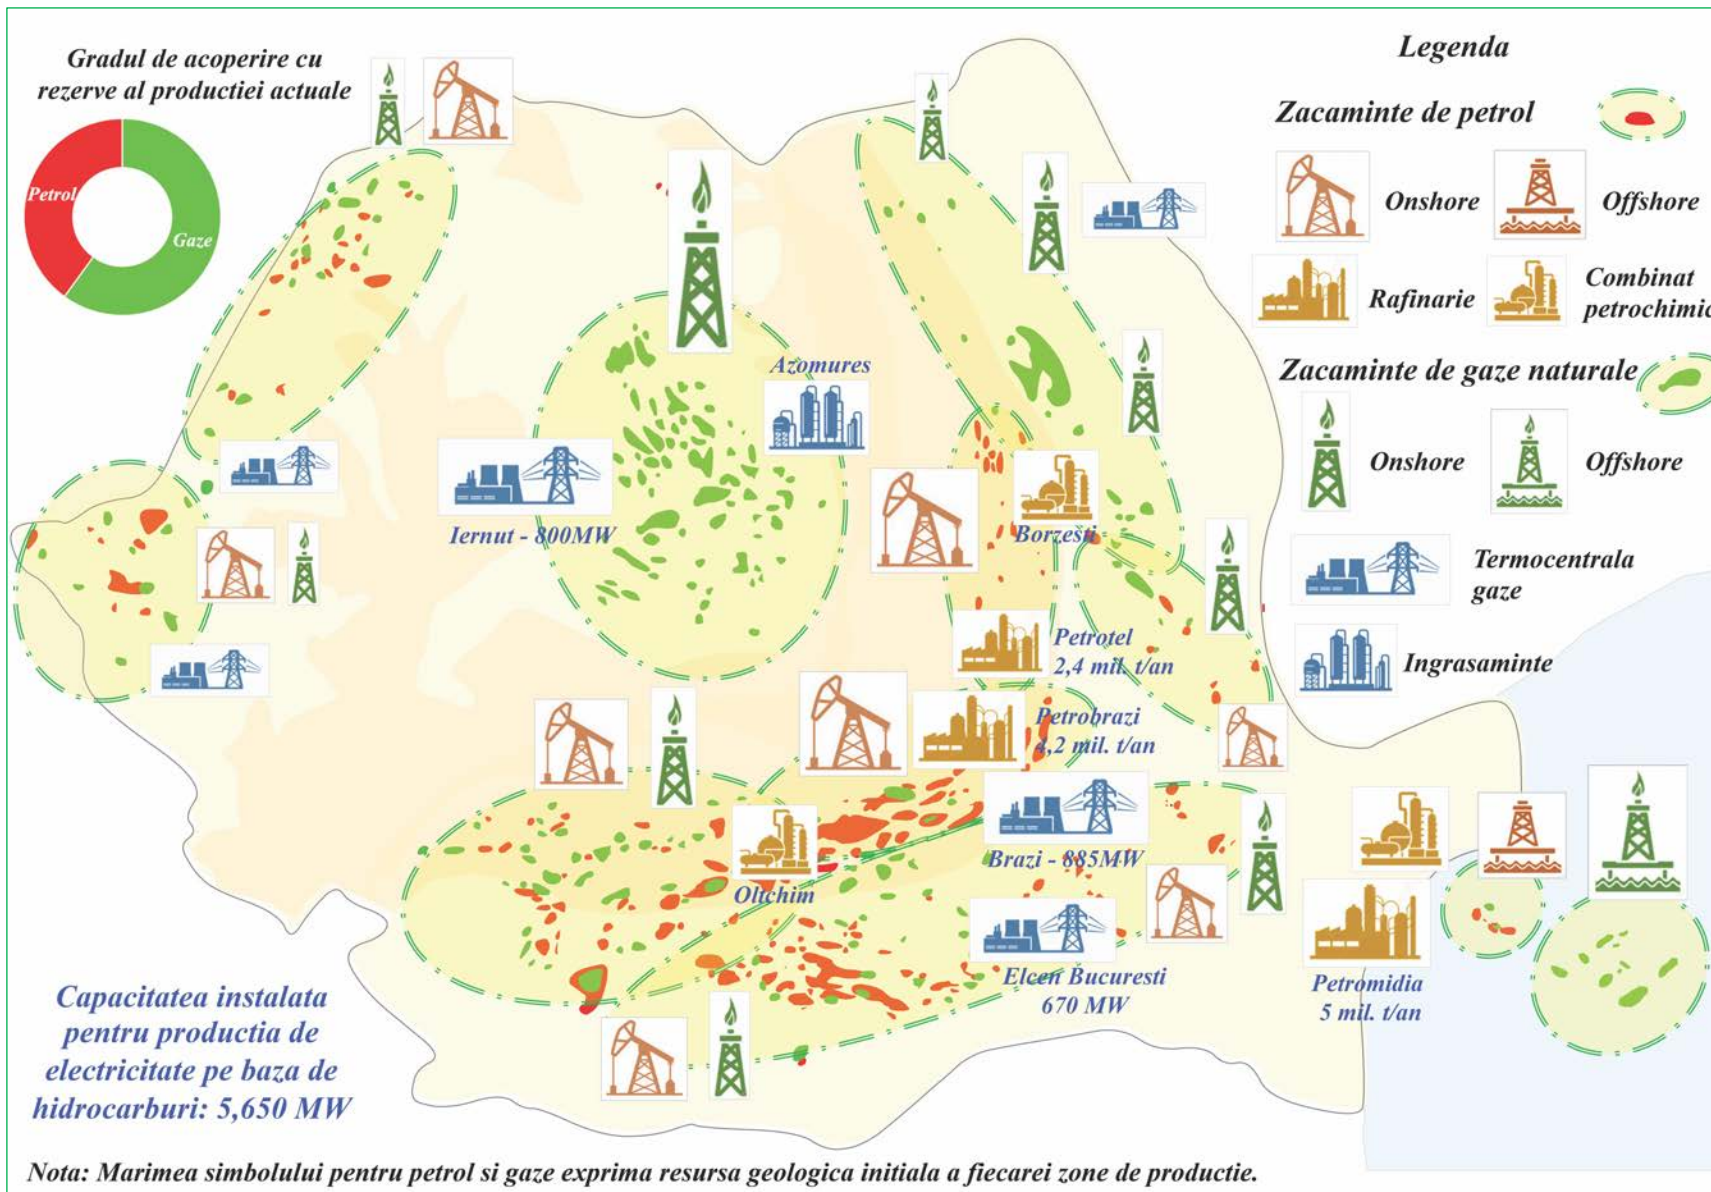 Gradul de acoperire cu
rezerve al productiei actuale
Petrol
Gaze
Legenda
Zacaminte de petrol
Onshore
Offshore
Rafinarie
Combinat
petrochimic
Zacaminte de gaze naturale
Onshore
Offshore
Termocentrala
gaze
Ingrasaminte
Azomures
Iernut - 800MW
Borzesti
Petrotel
2,4 mil. t/an
Petrobrazi
4,2 mil. t/an
Brazi - 885MW
Oltchim
Elcen Bucuresti
670 MW
Petromidia
5 mil. t/an
Capacitatea instalata
pentru productia de
electricitate pe baza de
hidrocarburi: 5,650 MW
Nota: Marimea simbolului pentru petrol si gaze exprima resursa geologica initiala a fiecarei zone de productie.